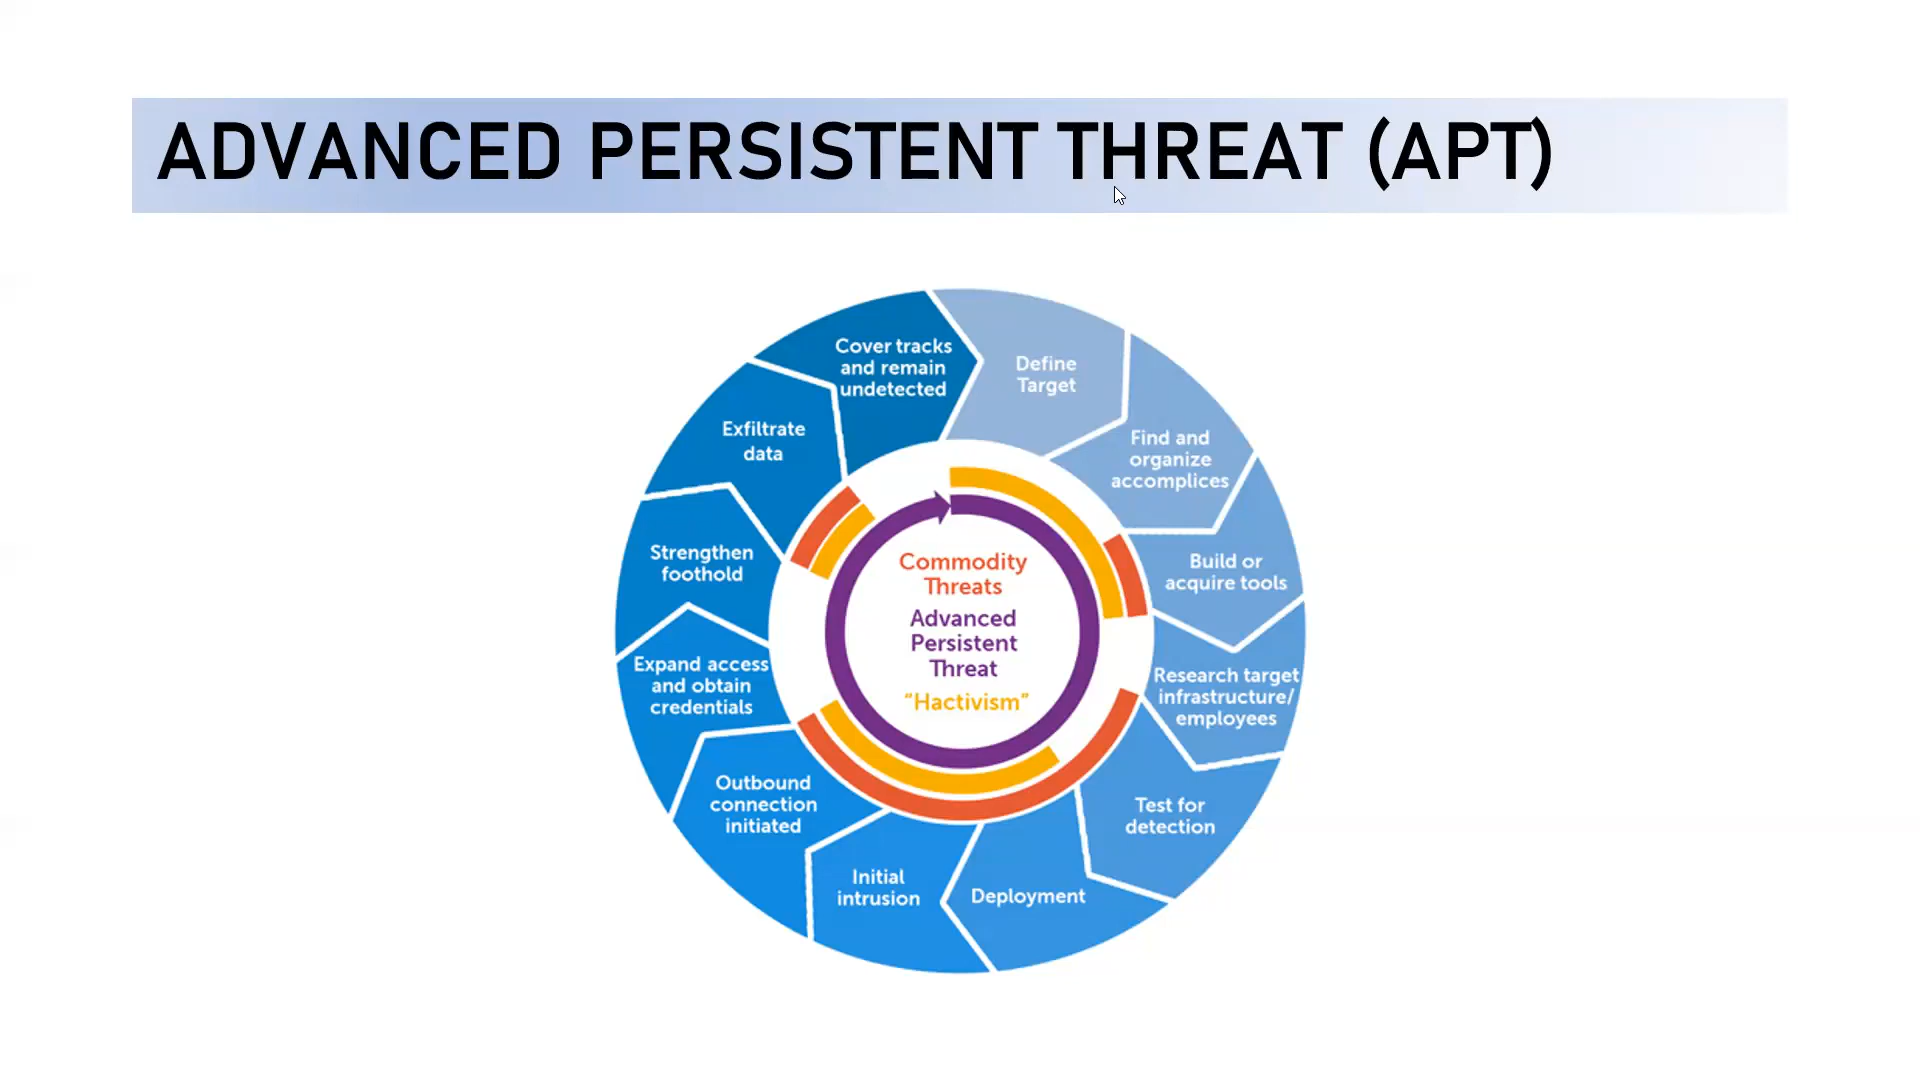 ADVANCED PERSISTENT THREAT (APT)
Define
Target
Find and
organize
accomplices
Build or
acquire tools
Research target
infrastructure/
employees
Test for
detection
Deployment
Initial
intrusion
Outbound
connection
initiated
Expand access
and obtain
credentials
Strengthen
foothold
Exfiltrate
data
Cover tracks
and remain
undetected
Commodity
Threats
Advanced
Persistent
Threat
"Hactivism"